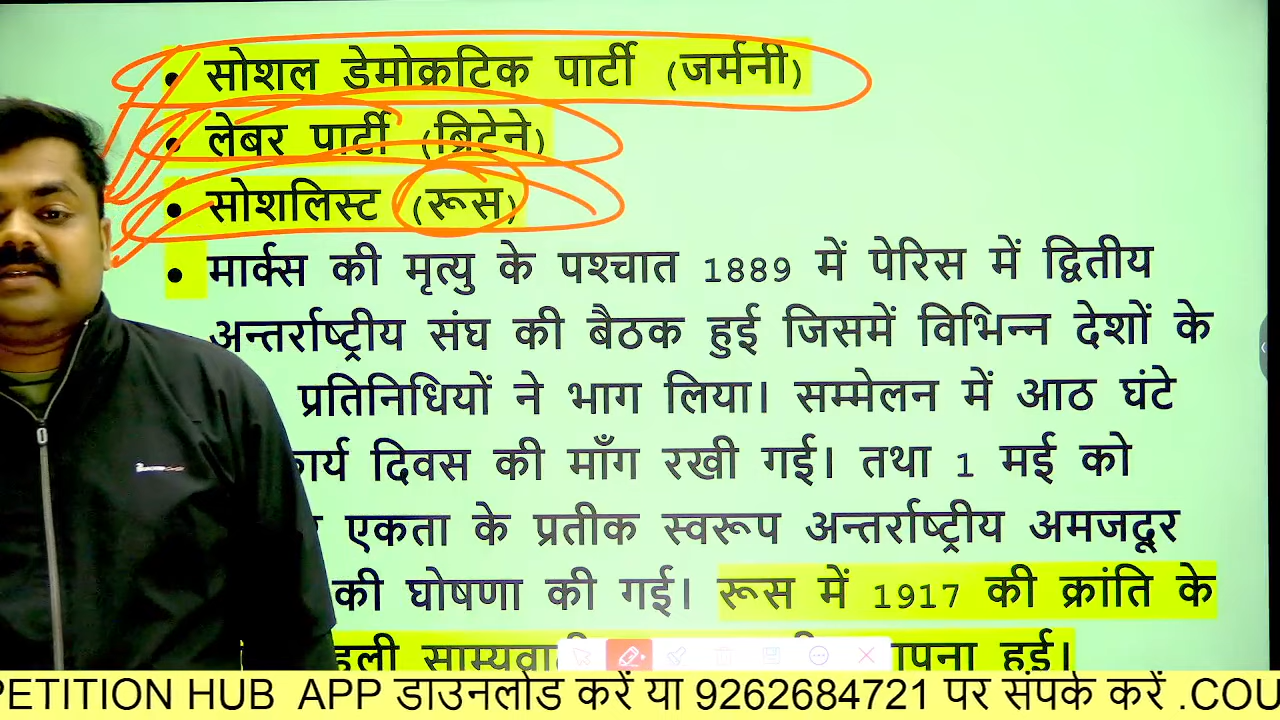 • सोशल डेमोक्रटिक पार्टी (जर्मनी)
• लेबर पार्टी (ब्रिटेने)
• सोशलिस्ट (रूस)
• मार्क्स की मृत्यु के पश्चात 1889 में पेरिस में द्वितीय
अन्तर्राष्ट्रीय संघ की बैठक हुई जिसमें विभिन्न देशों के
प्रतिनिधियों ने भाग लिया। सम्मेलन में आठ घंटे
कार्य दिवस की माँग रखी गई। तथा 1 मई को
एकता के प्रतीक स्वरूप अन्तर्राष्ट्रीय अमजदूर
की घोषणा की गई। रूस में 1917 की क्रांति के
हुई।
PETITION HUB APP डाउनलोड करें या 9262684721 पर संपर्क करें .COU